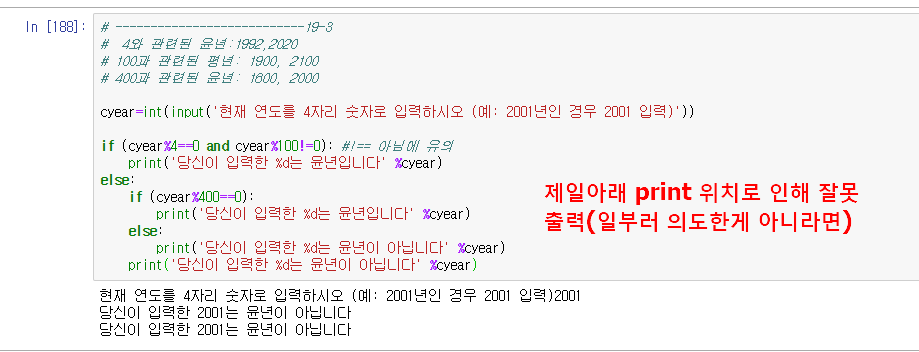 In [188]:
# ---------------------------19-3
# 4와 관련된 윤년:1992,2020
# 100과 관련된 평년: 1900, 2100
# 400과 관련된 윤년: 1600, 2000
cyear=int(input('현재 연도를 4자리 숫자로 입력하시오 (예: 2001년인 경우 2001 입력)'))
if (cyear%4==0 and cyear%100!=0): #!== 아님에 유의
print('당신이 입력한 %d는 윤년입니다' %cyear)
else:
if (cyear%400==0):
print('당신이 입력한 %d는 윤년입니다' %cyear)
else:
print('당신이 입력한 %d는 윤년이 아닙니다' %cyear)
print('당신이 입력한 %d는 윤년이 아닙니다' %cyear)
제일아래 print 위치로 인해 잘못
출력(일부러 의도한게 아니라면)
현재 연도를 4자리 숫자로 입력하시오 (예: 2001년인 경우 2001 입력)2001
당신이 입력한 2001는 윤년이 아닙니다
당신이 입력한 2001는 윤년이 아닙니다